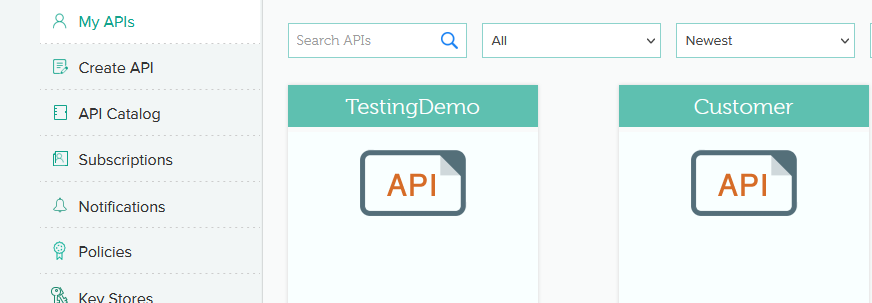 My APIs
Create API
API Catalog
Subscriptions
Notifications
Policies
Key Stores
Search APIs
All
Newest
TestingDemo
Customer
API
API